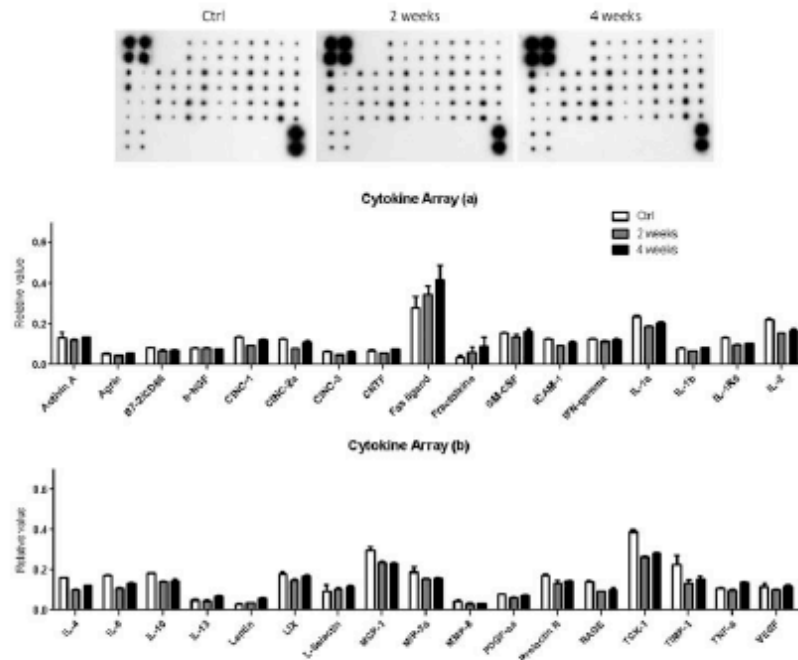 Ctrl 2 weeks 4 weeks
Cytokine Array (a)
Ctrl
2 weeks
4 weeks
Relative value
0.6
0.4
0.2
0.0
Activin A Agrin B7-2/CD86 b-NGF CINC-1 CINC-2a CINC-3 CNTF Fas ligand Fractalkine GM-CSF ICAM-1 IFN-gamma IL-1a IL-1b IL-1R6 IL-2
Cytokine Array (b)
Relative value
0.6
0.4
0.2
0.0
IL-4 IL-6 IL-10 IL-13 Leptin LIX L-Selectin MCP-1 MIP-3a MMP-8 Prolactin R RAGE TCK-1 TIMP-1 TNF-a VEGF